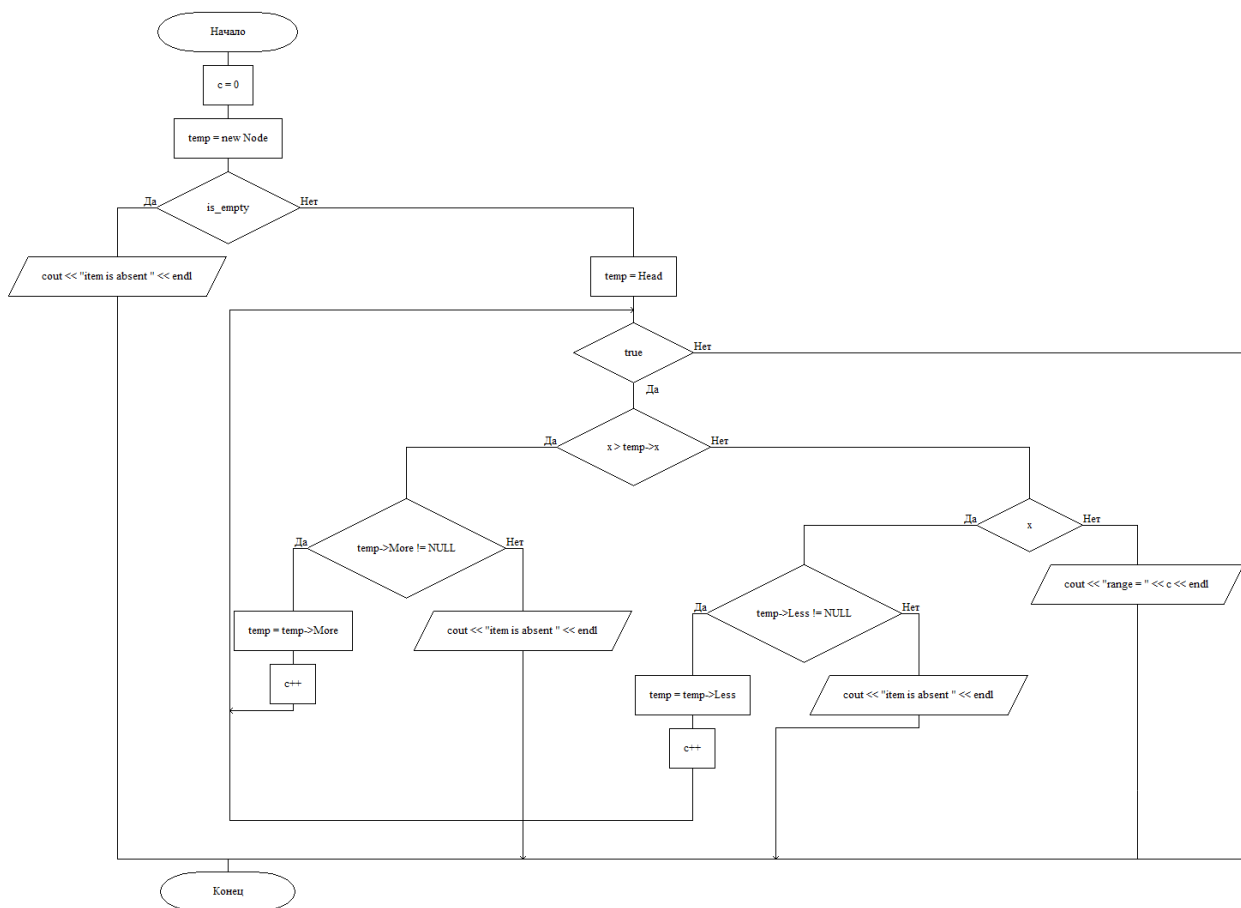 Начало
c = 0
temp = new Node
Да
Нет
is_empty
cout << "item is absent " << endl
temp = Head
true
Нет
Да
Да
x > temp->x
Нет
Да
x
Нет
Да
temp->More != NULL
Нет
cout << "range = " << c << endl
Да
temp->Less != NULL
Нет
temp = temp->More
cout << "item is absent " << endl
c++
temp = temp->Less
cout << "item is absent " << endl
c++
Конец